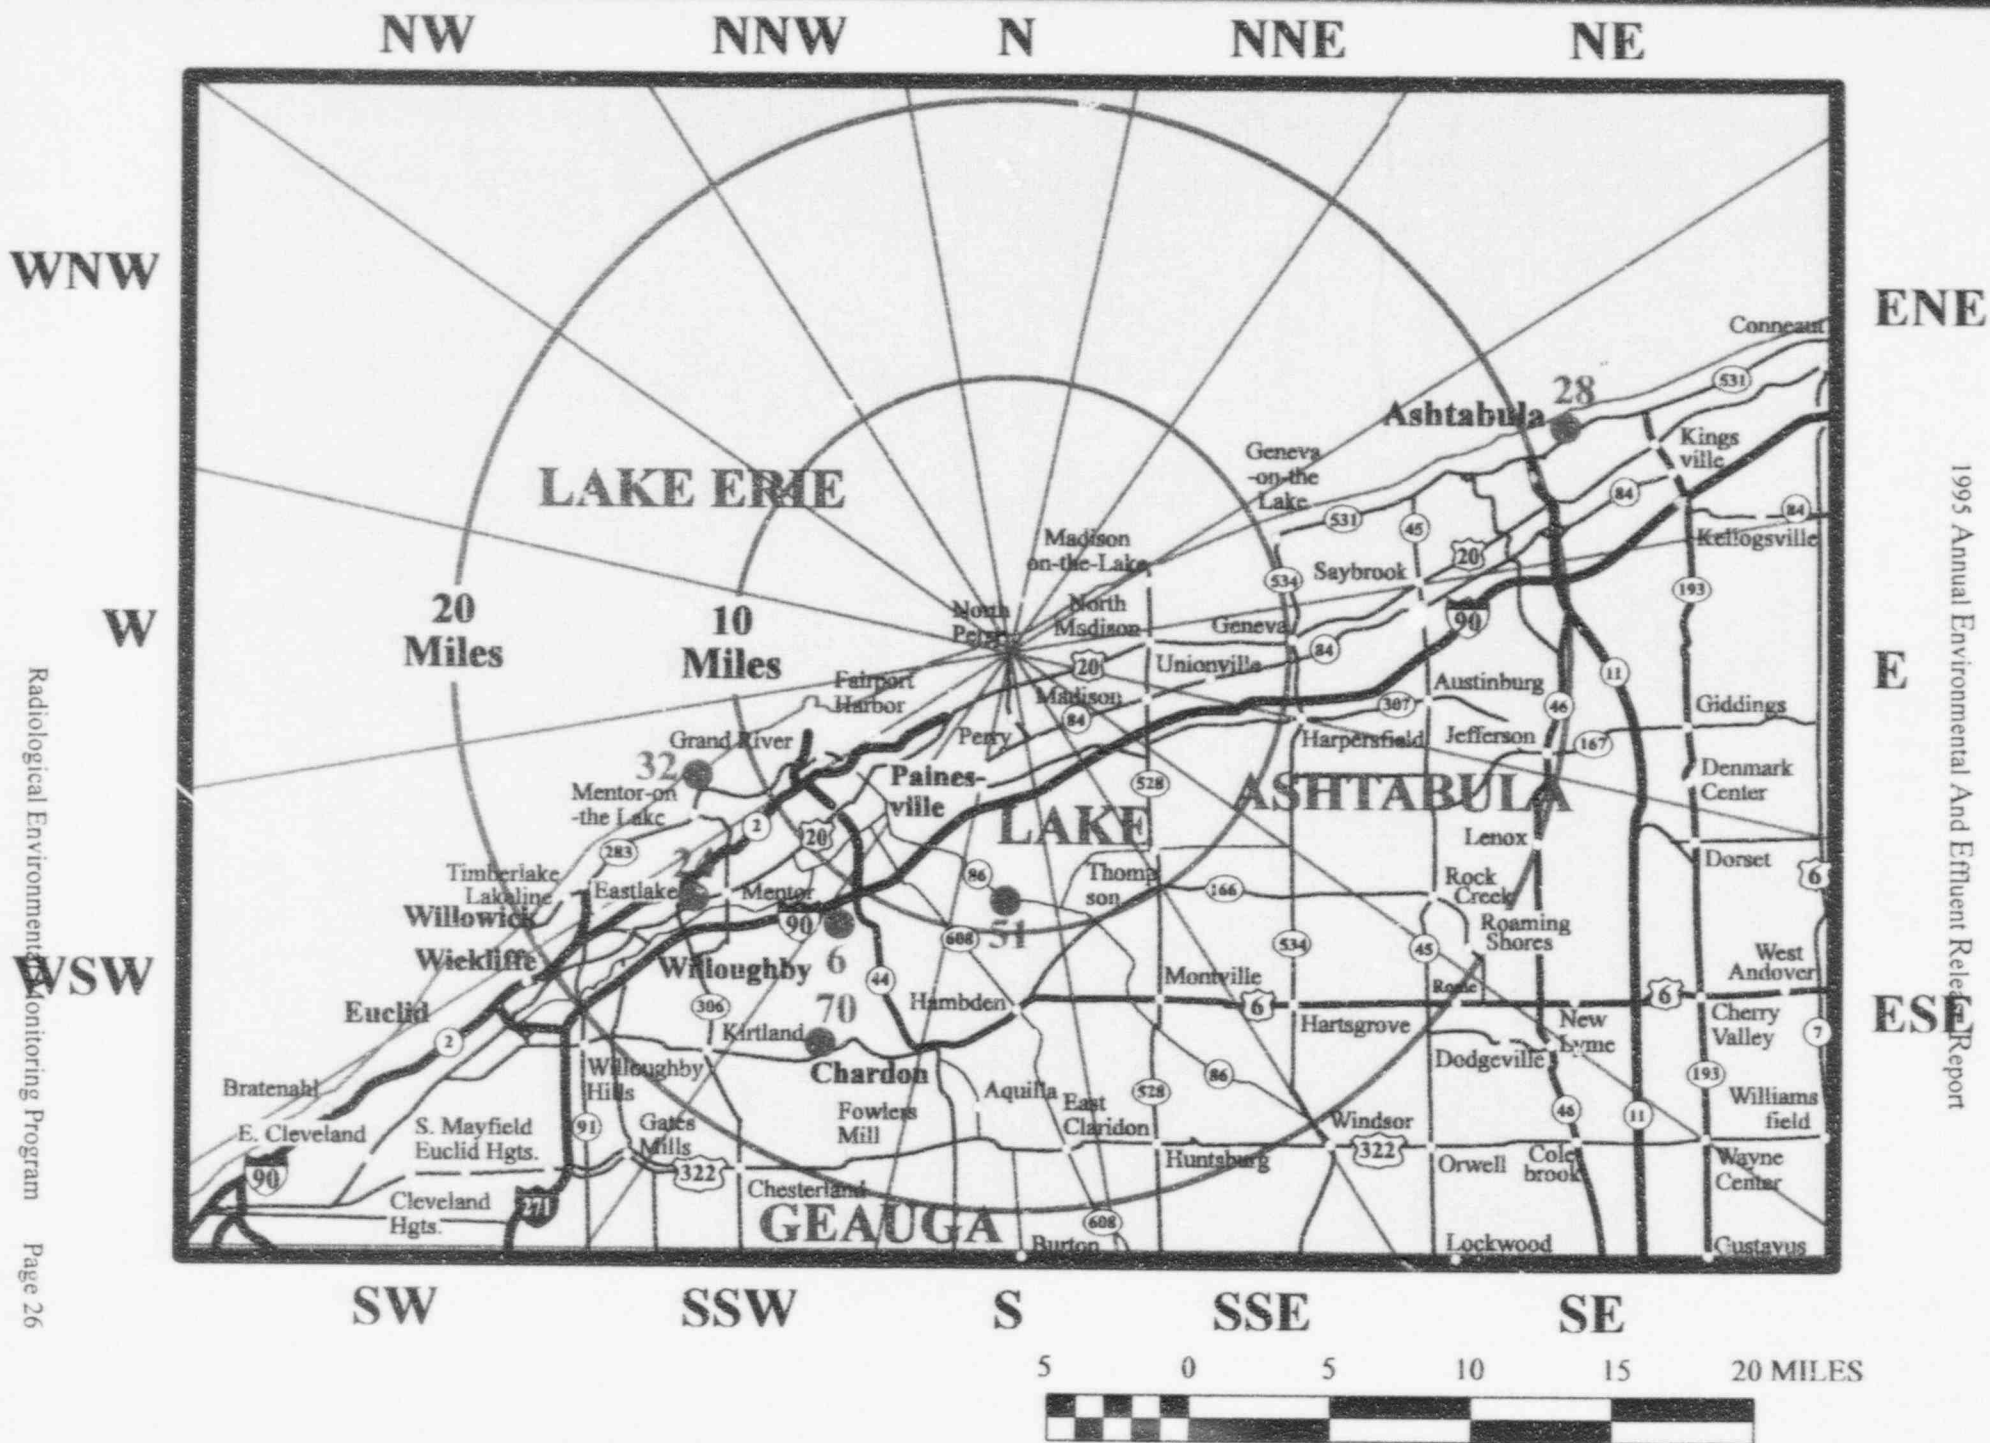 NW NNW N NNE NE
WNW
ENE
Conneaut
531
28
Ashtabula
Kings
ville
Geneva
-on-the
Lake
LAKE ERIE
84
84
531
45
Kellogsville
Madison
on-the-Lake
20
Saybrook
534
193
20
Miles
10
Miles
W
North
North
Madison
Geneva
90
84
20
Unionville
E
11
Fairport
Harbor
Madison
Austinburg
84
307
46
Giddings
Grand River
Perry
Harpersfield
Jefferson
167
32
Paines-
ville
Denmark
Center
Mentor-on
-the Lake
528
ASHTABULA
2
20
LAKE
Lenox
283
Dorset
Timberlake
Lakeline
Eastlake
Mentor
86
Thomp
son
166
Rock
Creek
6
Willowick
90
51
Roaming
Shores
608
534
45
WSW
Wickliffe
Willoughby
6
West
Andover
44
Montville
Euclid
306
70
Hambden
6
Rome
6
ESE
Kirtland
Hartsgrove
New
Lyme
Cherry
Valley
7
2
Dodgeville
Willoughby
Hills
Chardon
86
193
Bratenahl
Aquilla
528
Williams
field
Fowlers
Mill
East
Claridon
46
11
E. Cleveland
S. Mayfield
Euclid Hgts.
91
Gates
Mills
Windsor
322
322
Huntsburg
Orwell
Cole
brook
Wayne
Center
90
Chesterland
271
Cleveland
Hgts.
GEAUGA
608
Burton
Lockwood
Gustavus
SW SSW S SSE SE
5 0 5 10 15 20 MILES
1995 Annual Environmental And Effluent Release Report
Radiological Environmental Monitoring Program Page 26